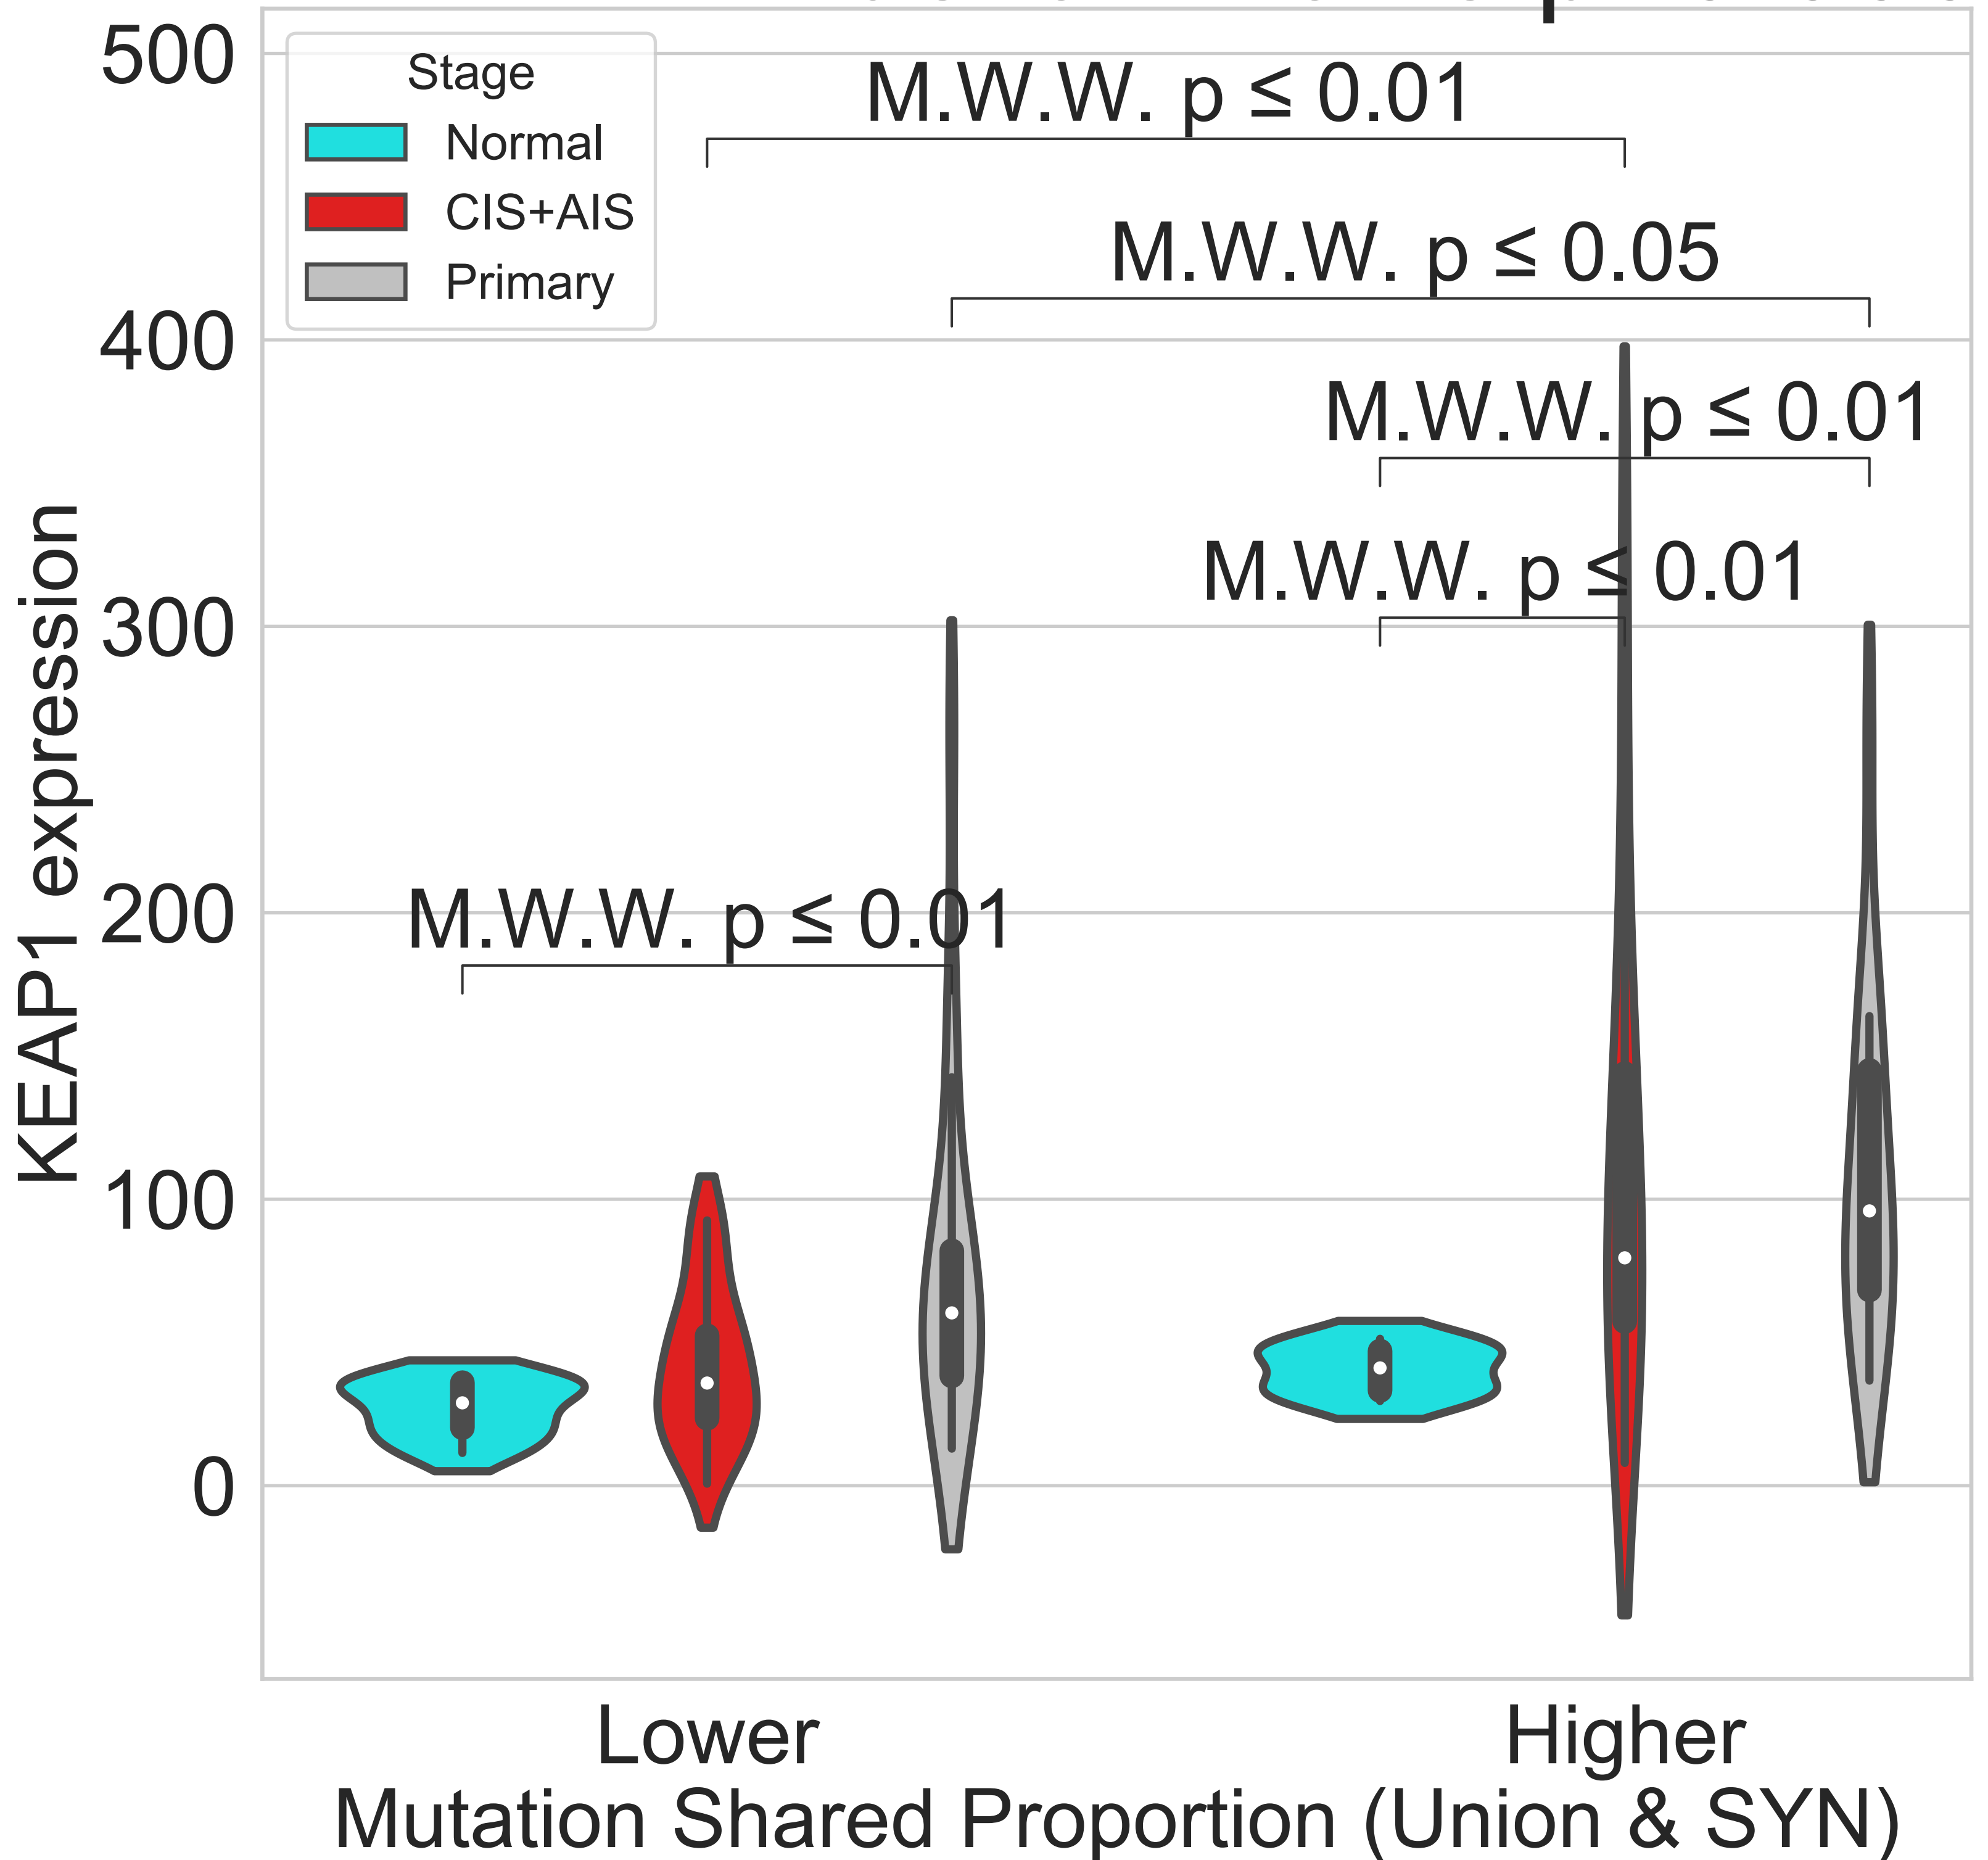 500
400
300
200
100
0
KEAP1 expression
Stage
Normal
CIS+AIS
Primary
M.W.W. p ≤ 0.01
M.W.W. p ≤ 0.05
M.W.W. p ≤ 0.01
M.W.W. p ≤ 0.01
M.W.W. p ≤ 0.01
Lower
Higher
Mutation Shared Proportion (Union & SYN)